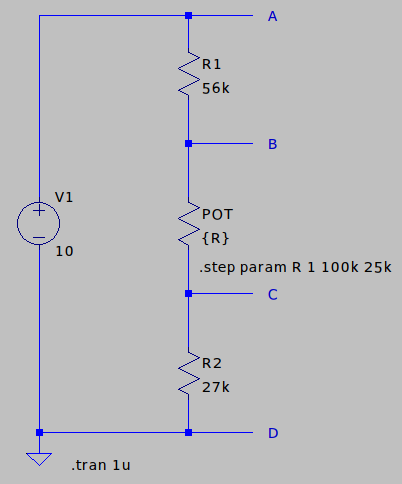 A
R1
56k
B
V1
+
−
10
POT
{R}
.step param R 1 100k 25k
C
R2
27k
D
.tran 1u